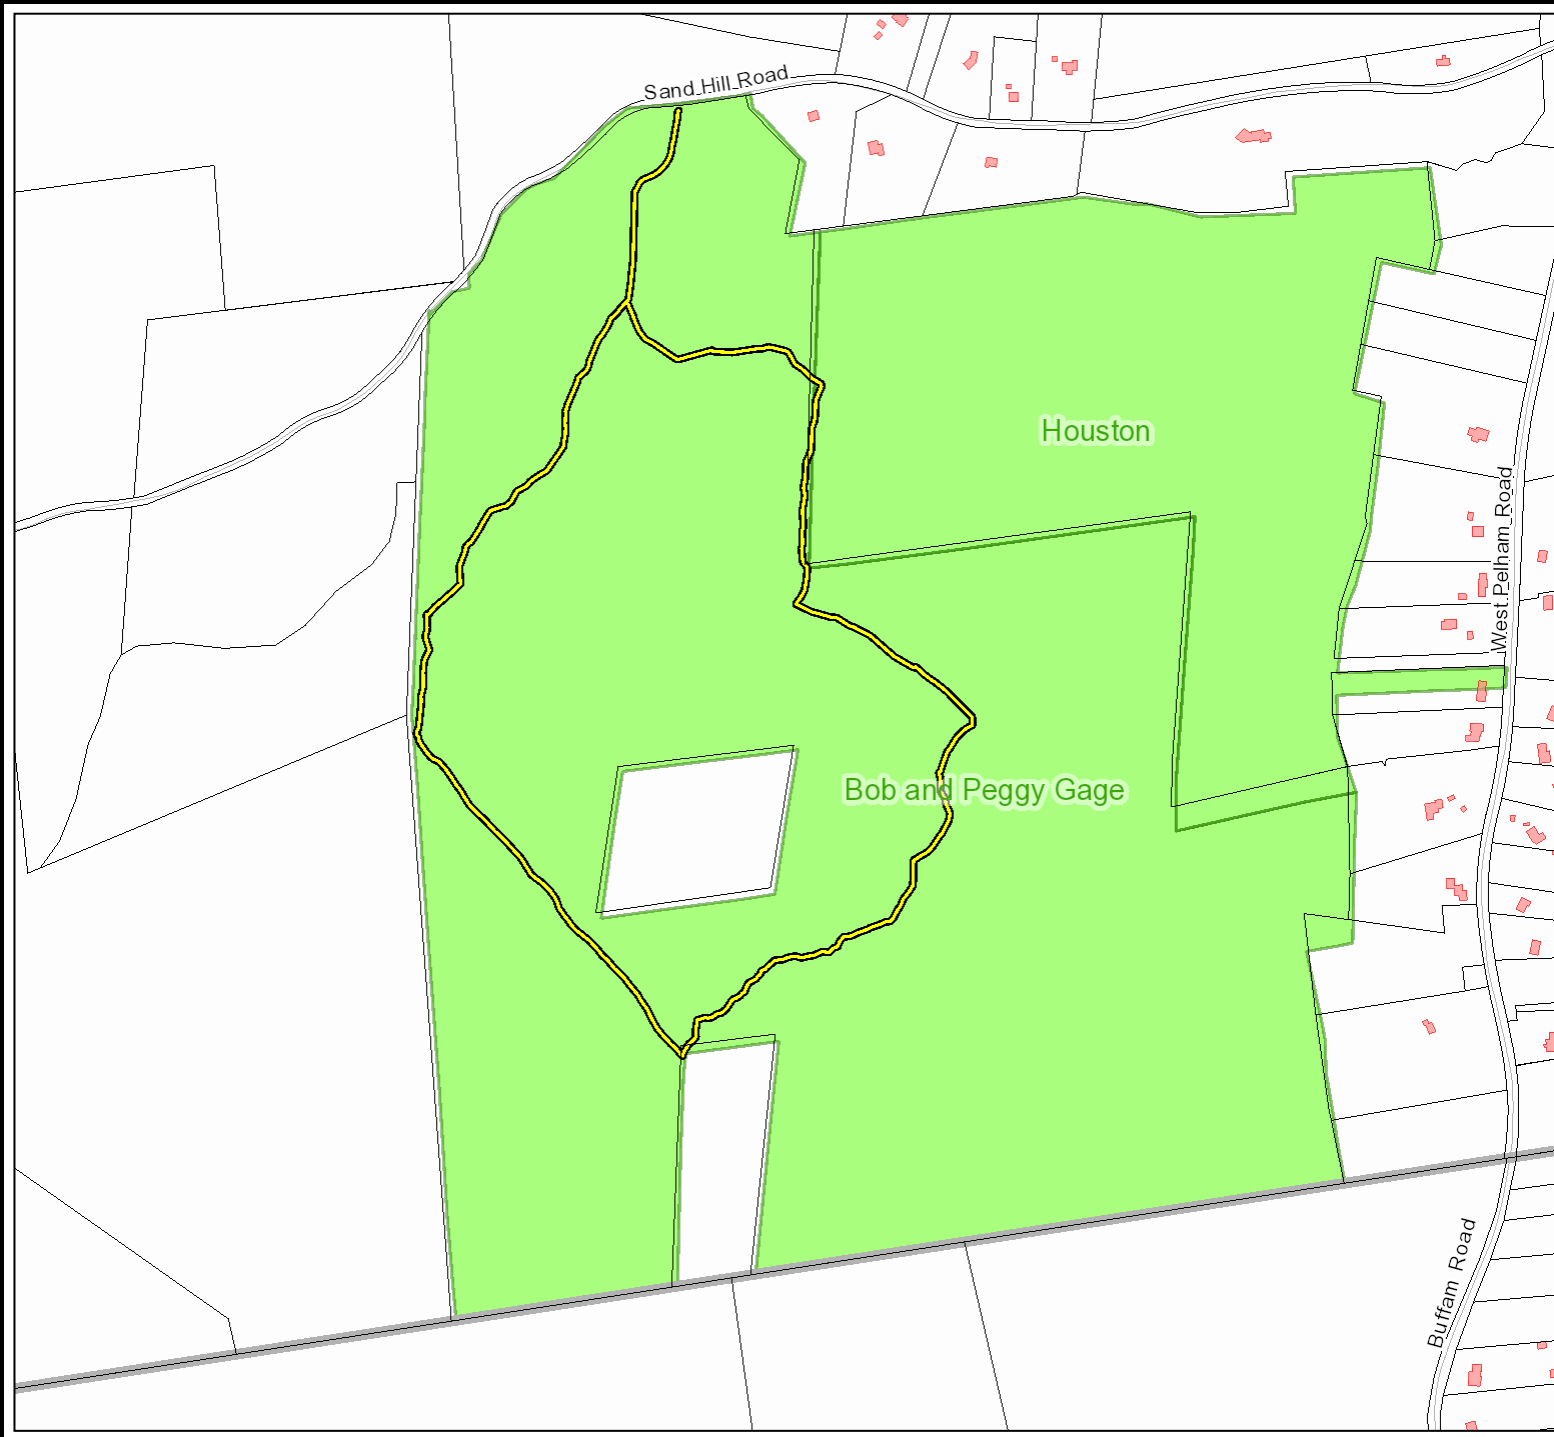 Sand Hill Road
Houston
West Pelham Road
Bob and Peggy Gage
Buffam Road